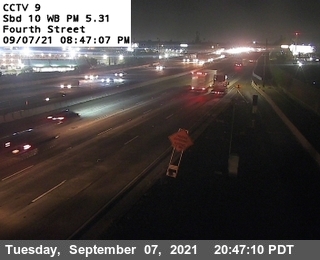 CCTV 9
Sbd 10 WB PM 5.31
Fourth Street
09/07/21 08:47:07 PM
Tuesday, September 07, 2021 20:47:10 PDT